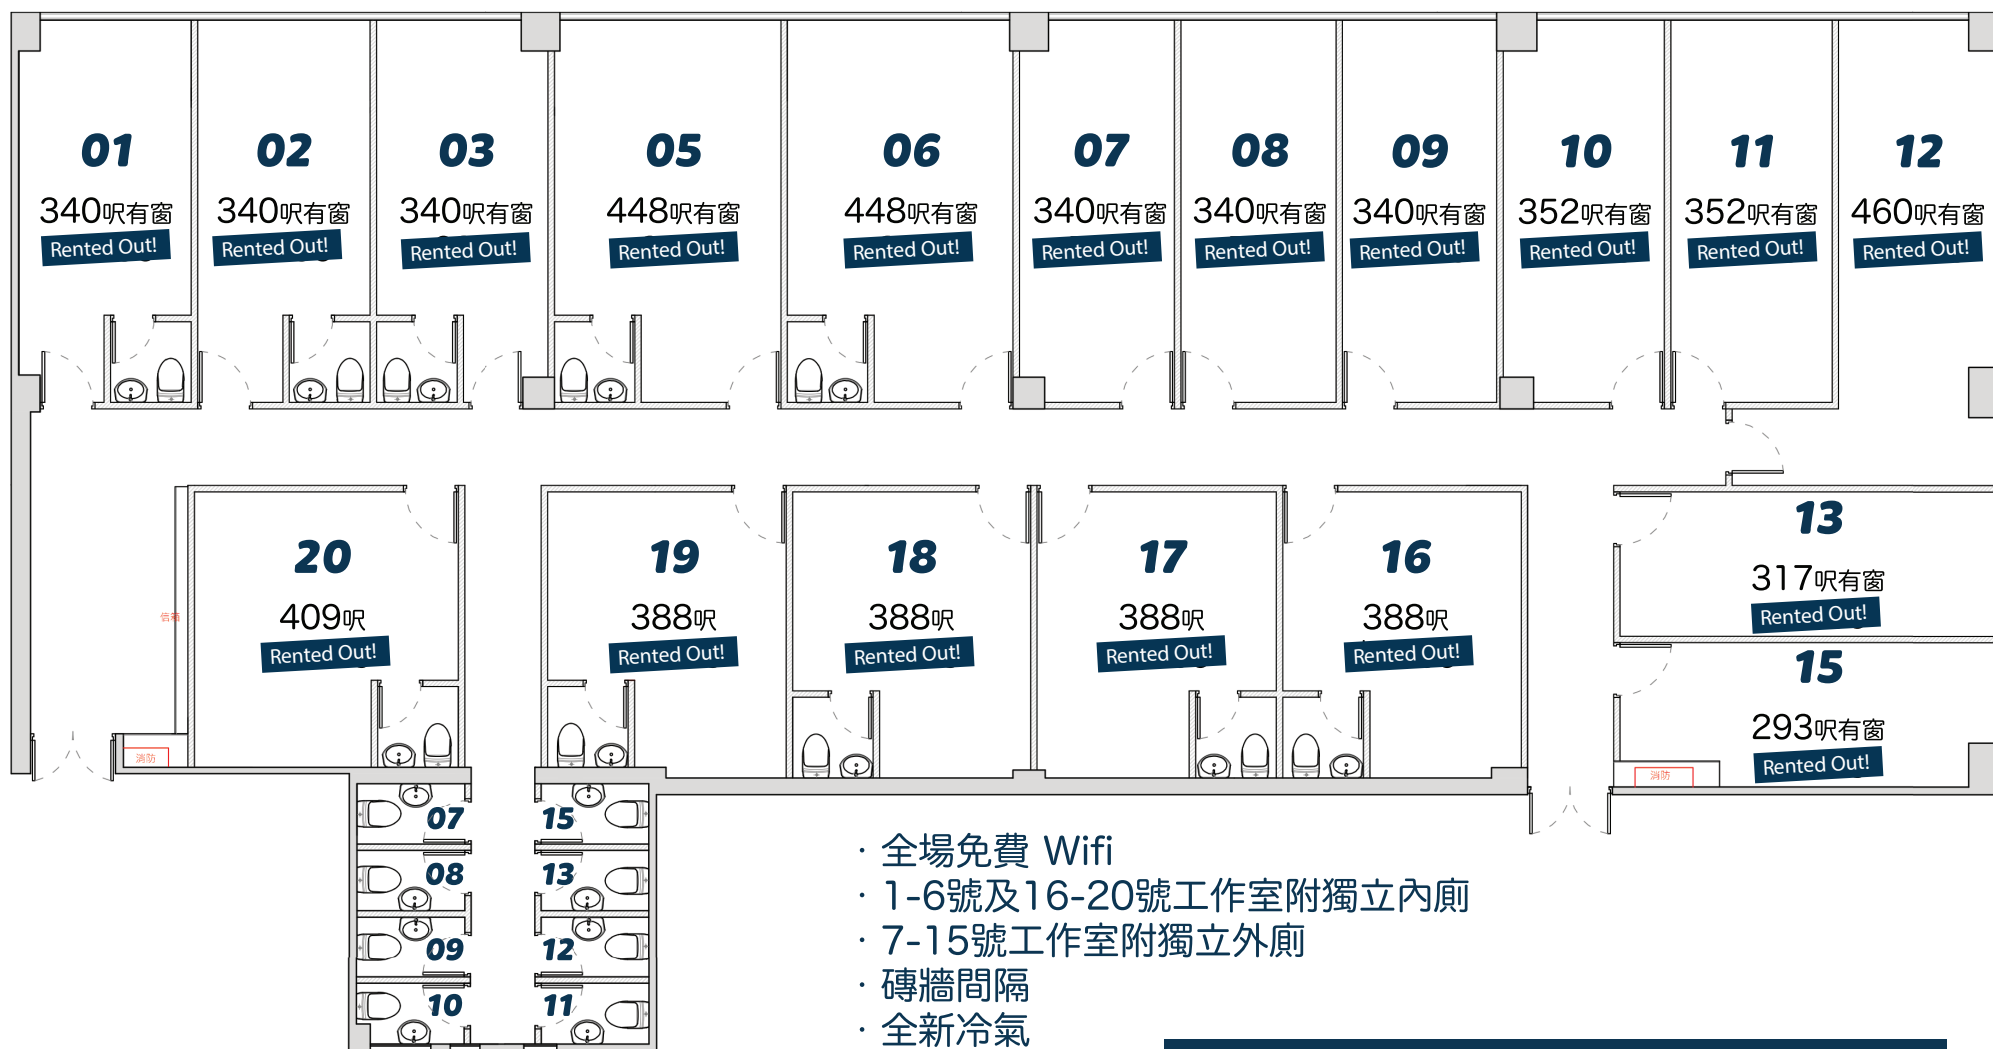 01
340呎有窗
Rented Out!
02
340呎有窗
Rented Out!
03
340呎有窗
Rented Out!
05
448呎有窗
Rented Out!
06
448呎有窗
Rented Out!
07
340呎有窗
Rented Out!
08
340呎有窗
Rented Out!
09
340呎有窗
Rented Out!
10
352呎有窗
Rented Out!
11
352呎有窗
Rented Out!
12
460呎有窗
Rented Out!
20
409呎
Rented Out!
19
388呎
Rented Out!
18
388呎
Rented Out!
17
388呎
Rented Out!
16
388呎
Rented Out!
13
317呎有窗
Rented Out!
15
293呎有窗
Rented Out!
信箱
消防
消防
07
15
08
13
09
12
10
11
· 全場免費 Wifi
· 1-6號及16-20號工作室附獨立內廁
· 7-15號工作室附獨立外廁
· 磚牆間隔
· 全新冷氣